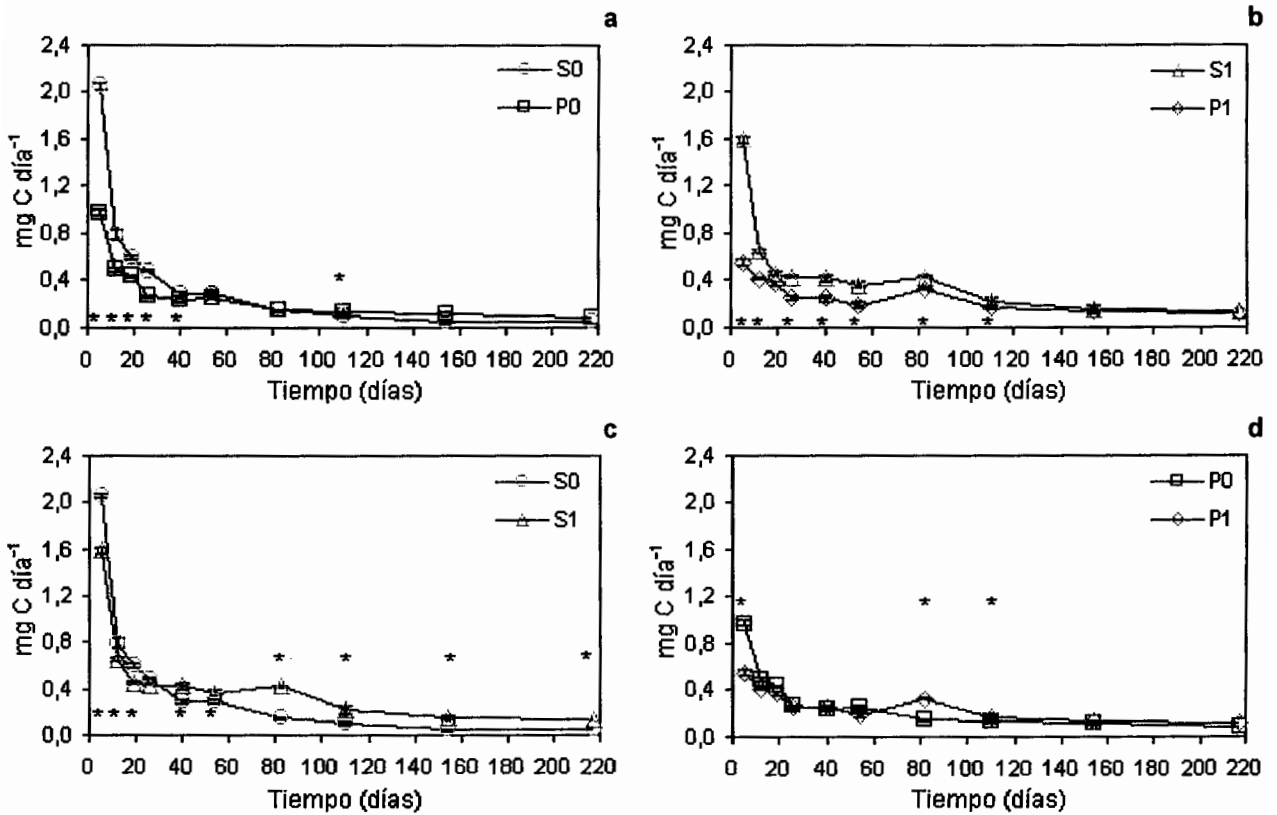 a
2,4
2,0
1,6
1,2
0,8
0,4
0,0
mg C día-1
S0
P0
*
* * * * *
0 20 40 60 80 100 120 140 160 180 200 220
Tiempo (días)
b
2,4
2,0
1,6
1,2
0,8
0,4
0,0
mg C día-1
S1
P1
* * * * * * *
0 20 40 60 80 100 120 140 160 180 200 220
Tiempo (días)
c
2,4
2,0
1,6
1,2
0,8
0,4
0,0
mg C día-1
S0
S1
* * * *
* * * * *
0 20 40 60 80 100 120 140 160 180 200 220
Tiempo (días)
d
2,4
2,0
1,6
1,2
0,8
0,4
0,0
mg C día-1
P0
P1
* * *
0 20 40 60 80 100 120 140 160 180 200 220
Tiempo (días)